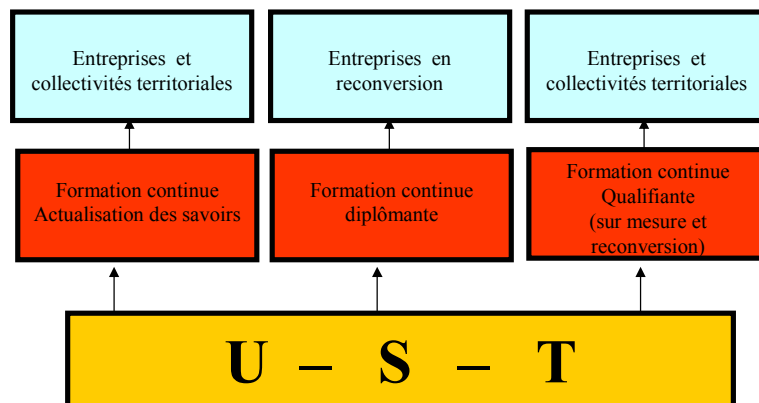 Entreprises et
collectivités territoriales
Entreprises en
reconversion
Entreprises et
collectivités territoriales
Formation continue
Actualisation des savoirs
Formation continue
diplômante
Formation continue
Qualifiante
(sur mesure et
reconversion)
U – S – T